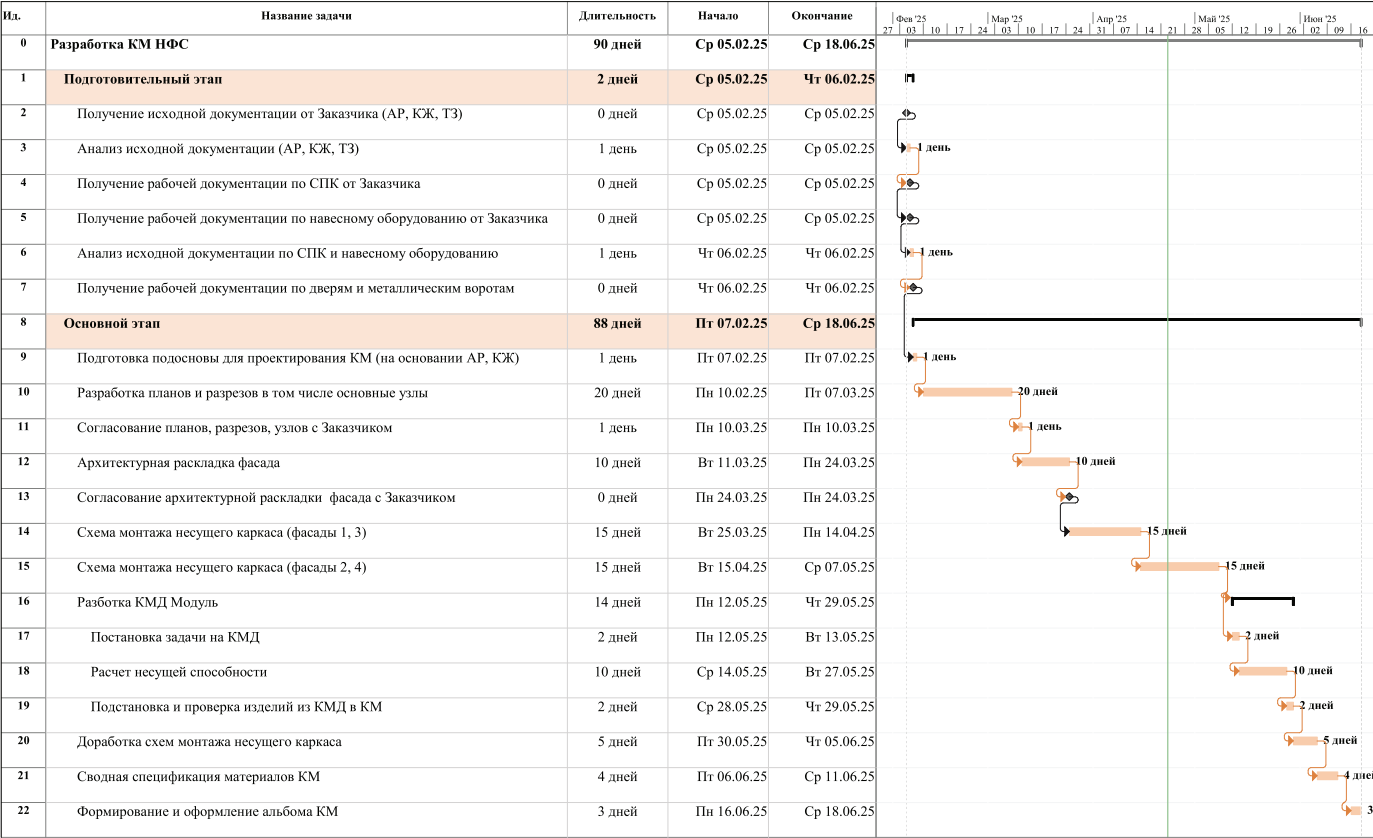 Ид. Название задачи Длительность Начало Окончание
Фев '25 Мар '25 Апр '25 Май '25 Июн '25
27 03 10 17 24 03 10 17 24 31 07 14 21 28 05 12 19 26 02 09 16
0 Разработка КМ НФС 90 дней Ср 05.02.25 Ср 18.06.25
1 Подготовительный этап 2 дней Ср 05.02.25 Чт 06.02.25
2 Получение исходной документации от Заказчика (АР, КЖ, ТЗ) 0 дней Ср 05.02.25 Ср 05.02.25
3 Анализ исходной документации (АР, КЖ, ТЗ) 1 день Ср 05.02.25 Ср 05.02.25 1 день
4 Получение рабочей документации по СПК от Заказчика 0 дней Ср 05.02.25 Ср 05.02.25
5 Получение рабочей документации по навесному оборудованию от Заказчика 0 дней Ср 05.02.25 Ср 05.02.25
6 Анализ исходной документации по СПК и навесному оборудованию 1 день Чт 06.02.25 Чт 06.02.25 1 день
7 Получение рабочей документации по дверям и металлическим воротам 0 дней Чт 06.02.25 Чт 06.02.25
8 Основной этап 88 дней Пт 07.02.25 Ср 18.06.25
9 Подготовка подосновы для проектирования КМ (на основании АР, КЖ) 1 день Пт 07.02.25 Пт 07.02.25 1 день
10 Разработка планов и разрезов в том числе основные узлы 20 дней Пн 10.02.25 Пт 07.03.25 20 дней
11 Согласование планов, разрезов, узлов с Заказчиком 1 день Пн 10.03.25 Пн 10.03.25 1 день
12 Архитектурная раскладка фасада 10 дней Вт 11.03.25 Пн 24.03.25 10 дней
13 Согласование архитектурной раскладки фасада с Заказчиком 0 дней Пн 24.03.25 Пн 24.03.25
14 Схема монтажа несущего каркаса (фасады 1, 3) 15 дней Вт 25.03.25 Пн 14.04.25 15 дней
15 Схема монтажа несущего каркаса (фасады 2, 4) 15 дней Вт 15.04.25 Ср 07.05.25 15 дней
16 Разботка КМД Модуль 14 дней Пн 12.05.25 Чт 29.05.25
17 Постановка задачи на КМД 2 дней Пн 12.05.25 Вт 13.05.25 2 дней
18 Расчет несущей способности 10 дней Ср 14.05.25 Вт 27.05.25 10 дней
19 Подстановка и проверка изделий из КМД в КМ 2 дней Ср 28.05.25 Чт 29.05.25 2 дней
20 Доработка схем монтажа несущего каркаса 5 дней Пт 30.05.25 Чт 05.06.25 5 дней
21 Сводная спецификация материалов КМ 4 дней Пт 06.06.25 Ср 11.06.25 4 дней
22 Формирование и оформление альбома КМ 3 дней Пн 16.06.25 Ср 18.06.25 3